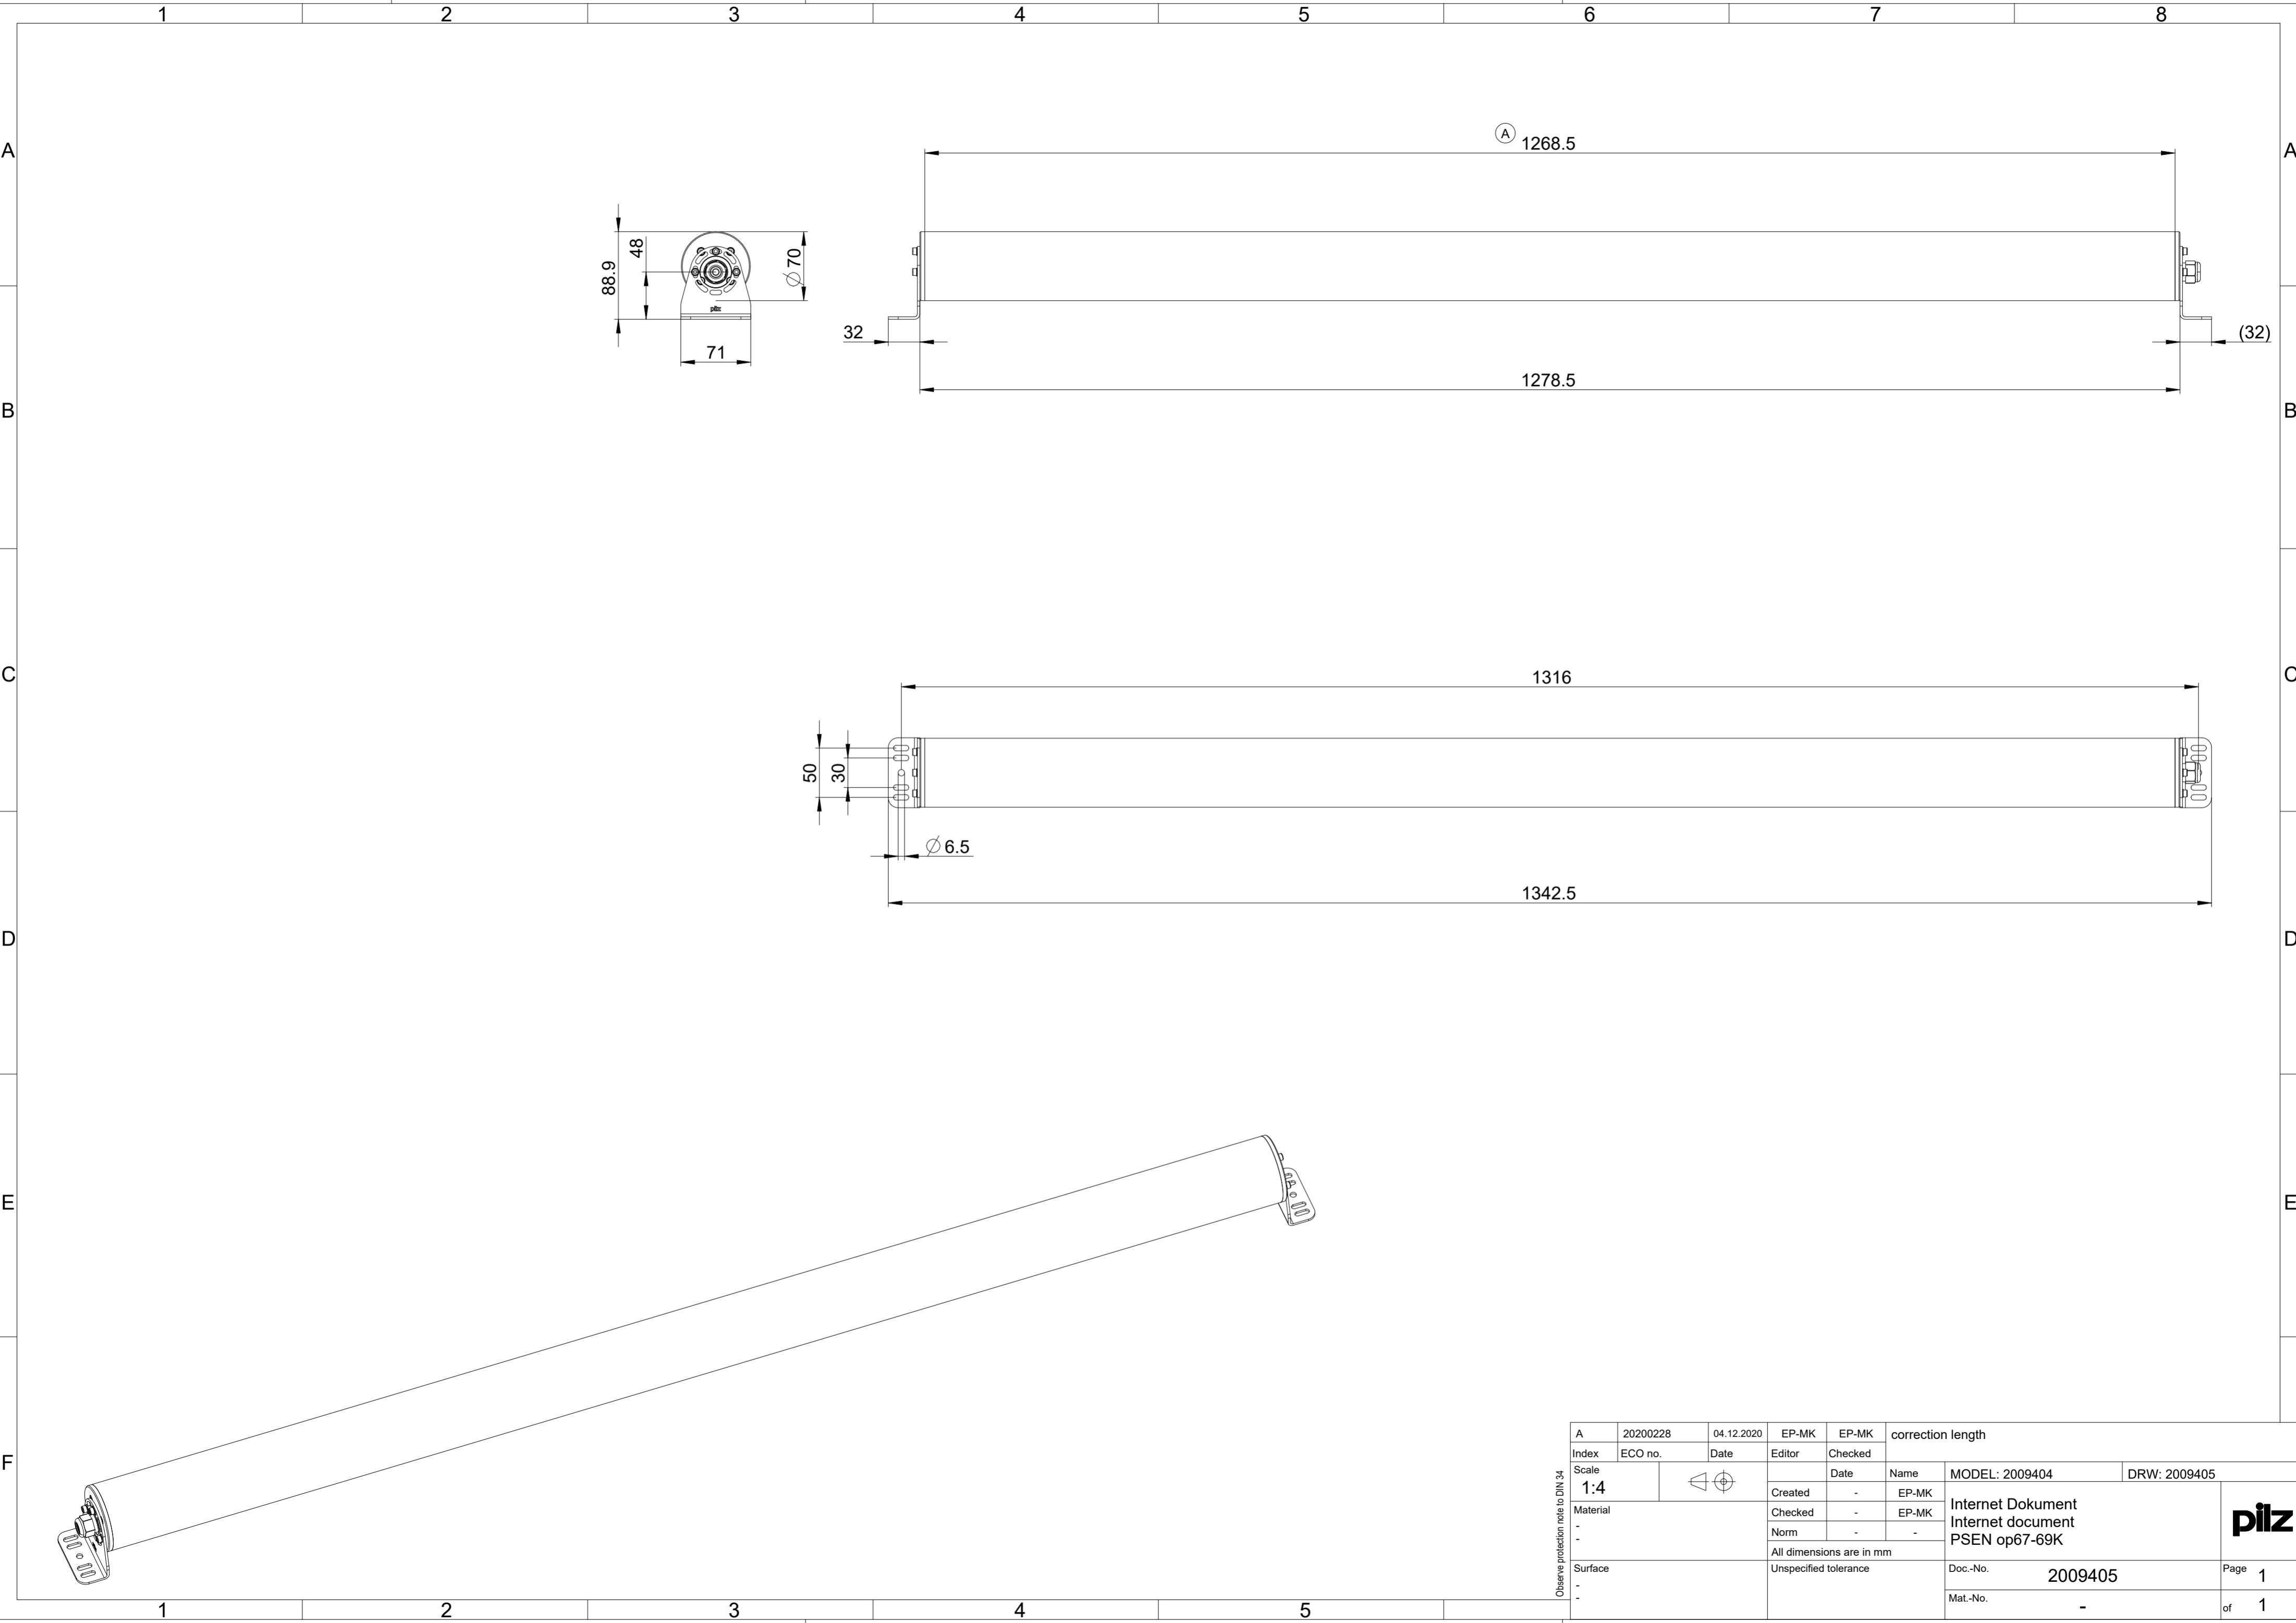 1 2 3 4 5 6 7 8
A A
A 1268.5
48
88.9
Ø 70
pilz
71
32
(32)
1278.5
B B
C C
1316
50
30
Ø 6.5
1342.5
D D
E E
F
Observe protection note to DIN 34
A 20200228 04.12.2020 EP-MK EP-MK correction length
Index ECO no. Date Editor Checked
Scale Date Name MODEL: 2009404 DRW: 2009405
1:4
Created - EP-MK
Internet Dokument
Material Checked - EP-MK
Internet document
- Norm - -
PSEN op67-69K
-
pilz
All dimensions are in mm
Surface Unspecified tolerance Doc.-No. 2009405 Page 1
-
- Mat.-No. - of 1
1 2 3 4 5